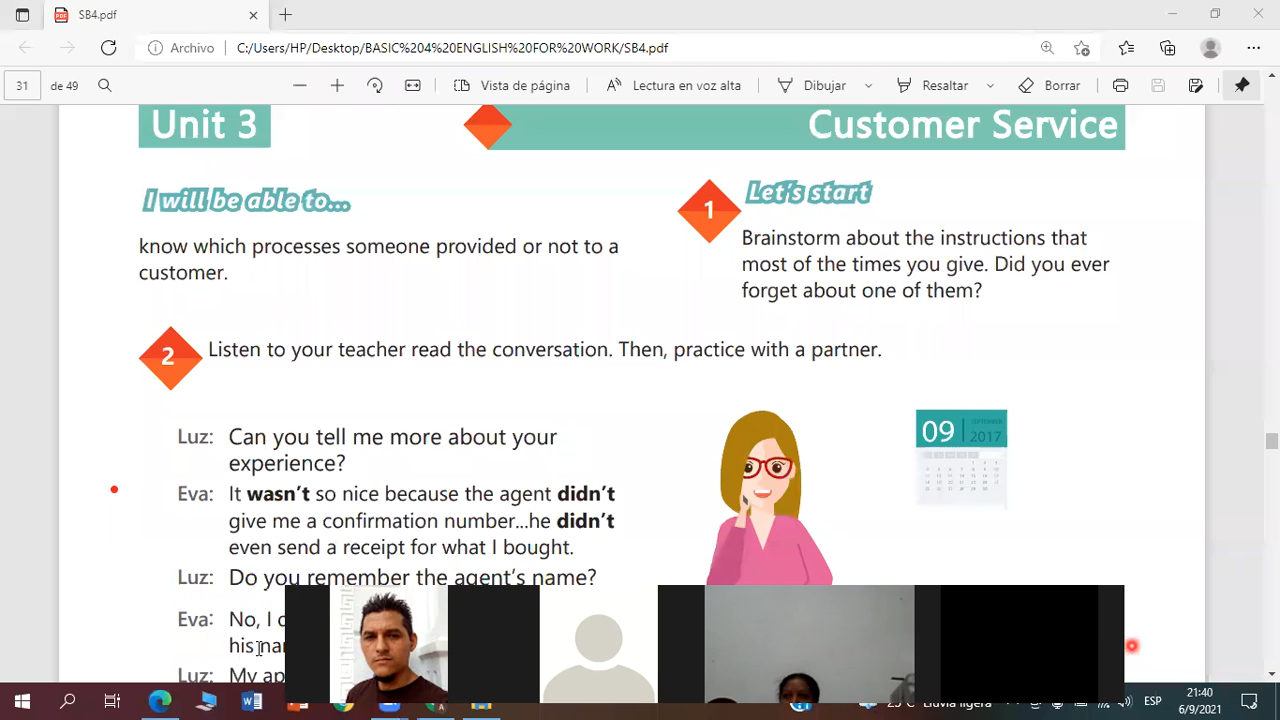 SB4.pdf
Archivo C:/Users/HP/Desktop/BASIC%204%20ENGLISH%20FOR%20WORK/SB4.pdf
31 de 49 Vista de página Lectura en voz alta Dibujar Resaltar Borrar
Unit 3
Customer Service
I will be able to...
know which processes someone provided or not to a
customer.
1
Let's start
Brainstorm about the instructions that
most of the times you give. Did you ever
forget about one of them?
2
Listen to your teacher read the conversation. Then, practice with a partner.
Luz: Can you tell me more about your
experience?
Eva: It wasn't so nice because the agent didn't
give me a confirmation number...he didn't
even send a receipt for what I bought.
Luz: Do you remember the agent's name?
Eva: No, I
his
Luz: My
09 SEPTEMBER
2017
ESP
21:40
6/9/2021